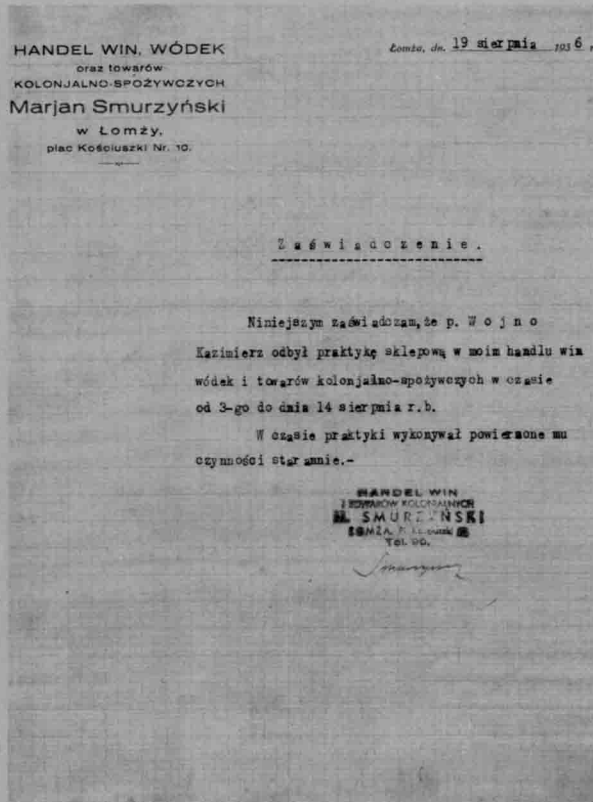 HANDEL WIN, WÓDEK
oraz towarów
KOLONJALNO-SPOŻYWCZYCH
Marjan Smurzyński
w Łomży,
plac Kościuszki Nr. 10.
Łomża, dn. 19 sierpnia 1936 r.
Zaświadczenie.
Niniejszym zaświadczam,że p. Wojno
Kazimierz odbył praktykę sklepową w moim handlu win
wódek i towarów kolonjalno-spożywczych w czasie
od 3-go do dnia 14 sierpnia r.b.
W czasie praktyki wykonywał powierzone mu
czynności starannie.-
HANDEL WIN
I TOWARÓW KOLONIALNYCH
M. SMURZYŃSKI
ŁOMŻA, P.
Tel. 90.